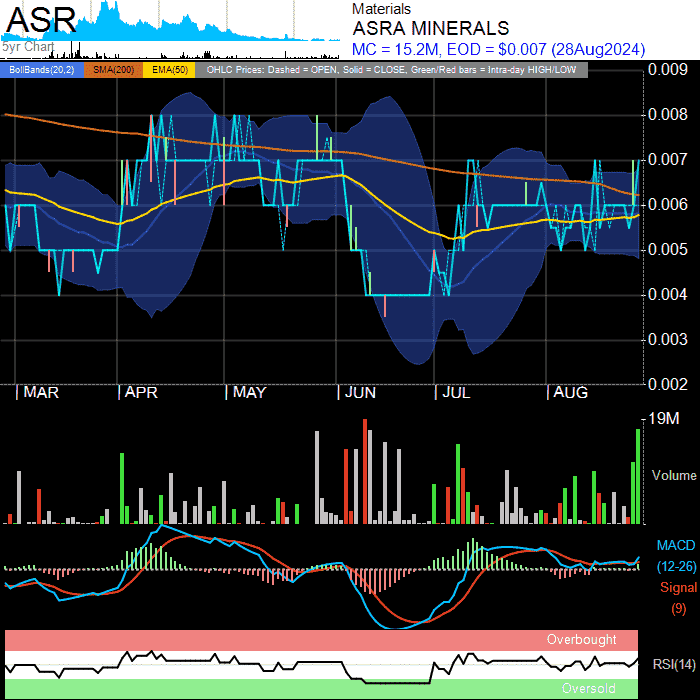 ASR
5yr Chart
Materials
ASRA MINERALS
MC = 15.2M, EOD = $0.007 (28Aug2024)
BollBands(20,2) SMA(200) EMA(50) OHLC Prices: Dashed = OPEN, Solid = CLOSE, Green/Red bars = Intra-day HIGH/LOW
0.009
0.008
0.007
0.006
0.005
0.004
0.003
0.002
MAR APR MAY JUN JUL AUG
19M
Volume
MACD
(12-26)
Signal
(9)
Overbought
RSI(14)
Oversold